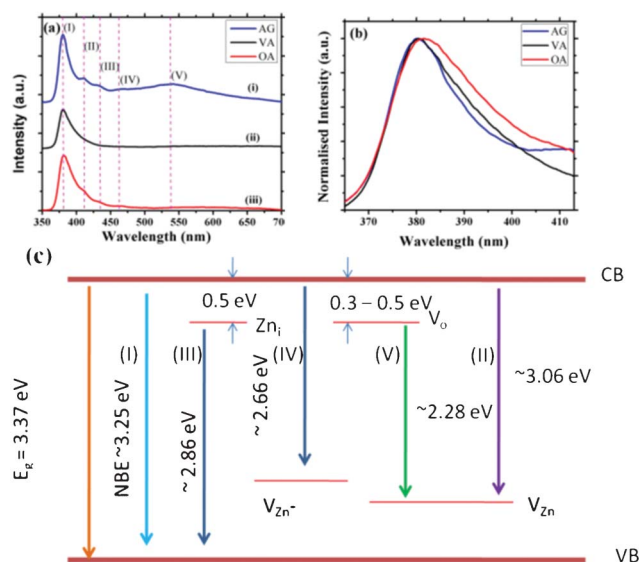 (a)
(I)
(II)
(III)
(IV)
(V)
AG
VA
OA
(i)
(ii)
(iii)
Intensity (a.u.)
350 400 450 500 550 600 650 70
Wavelength (nm)
(b)
AG
VA
OA
Normalised Intensity (a.u.)
370 380 390 400 410
Wavelength (nm)
(c)
CB
0.5 eV
0.3 – 0.5eV
Zni
Vo
Eg = 3.37 eV
(I)
NBE ~3.25 eV
(III)
~ 2.86 eV
(IV)
~ 2.66 eV
(V)
~2.28 eV
(II)
~3.06 eV
VZn-
VZn
VB